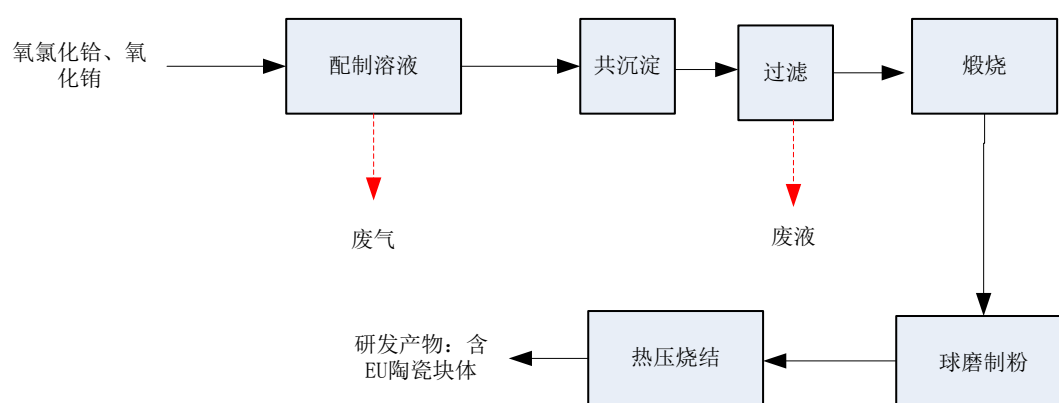 氧氯化铪、氧
化铕
配制溶液
共沉淀
过滤
煅烧
废气
废液
研发产物：含
EU陶瓷块体
热压烧结
球磨制粉